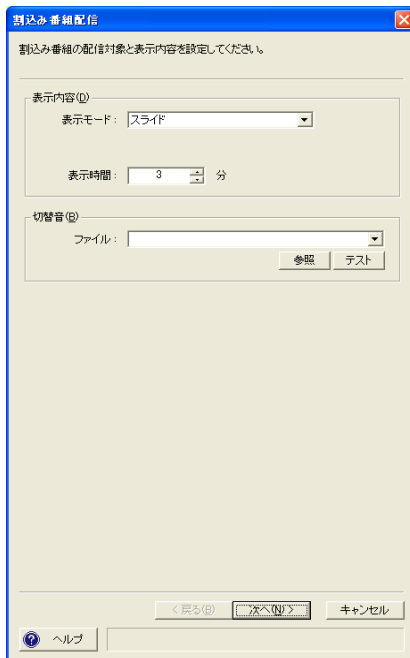 割込み番組配信
割込み番組の配信対象と表示内容を設定してください。
表示内容(D)
表示モード： スライド
表示時間： 3 分
切替音(B)
ファイル：
参照 テスト
< 戻る(B) 次へ(N) > キャンセル
ヘルプ